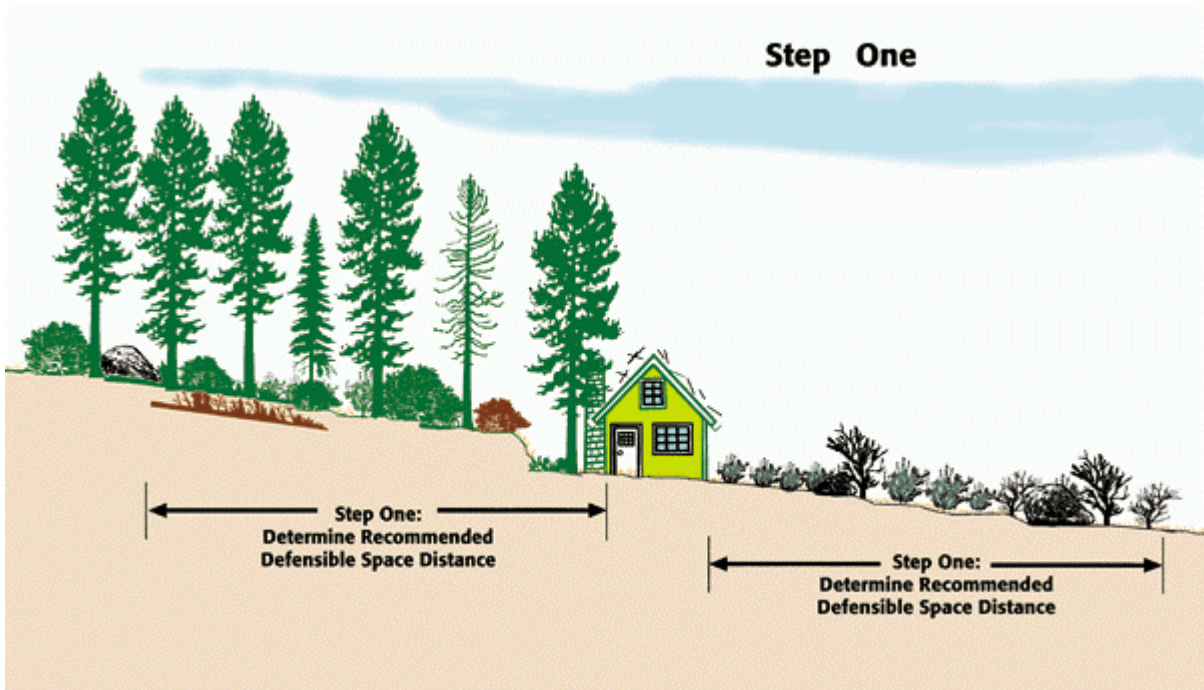 Step One
Step One:
Determine Recommended
Defensible Space Distance
Step One:
Determine Recommended
Defensible Space Distance